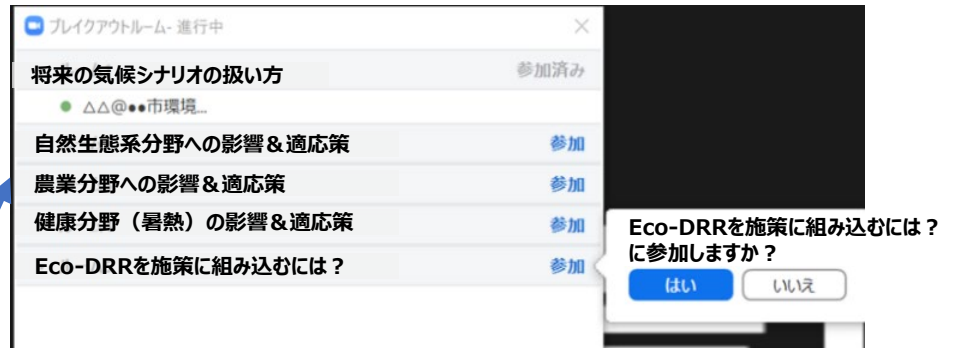 ブレイクアウトルーム- 進行中
将来の気候シナリオの扱い方 参加済み
△△@●●市環境...
自然生態系分野への影響＆適応策 参加
農業分野への影響＆適応策 参加
健康分野（暑熱）の影響＆適応策 参加
Eco-DRRを施策に組み込むには？ 参加
Eco-DRRを施策に組み込むには？
に参加しますか？
はい いいえ